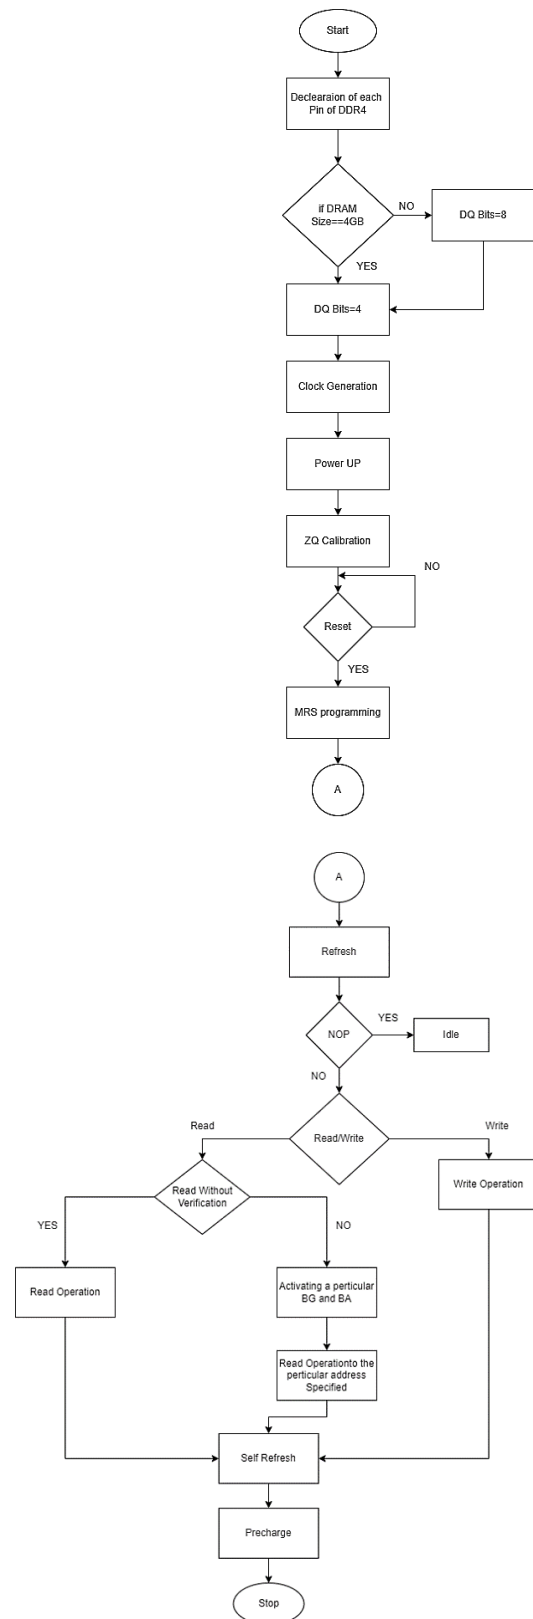 Start
Declearaion of each
Pin of DDR4
if DRAM
Size==4GB
NO
DQ Bits=8
YES
DQ Bits=4
Clock Generation
Power UP
ZQ Calibration
NO
Reset
YES
MRS programming
A
A
Refresh
NOP
YES
Idle
NO
Read
Read/Write
Write
Read Without
Verification
Write Operation
YES
NO
Read Operation
Activating a perticular
BG and BA
Read Operationto the
perticular address
Specified
Self Refresh
Precharge
Stop